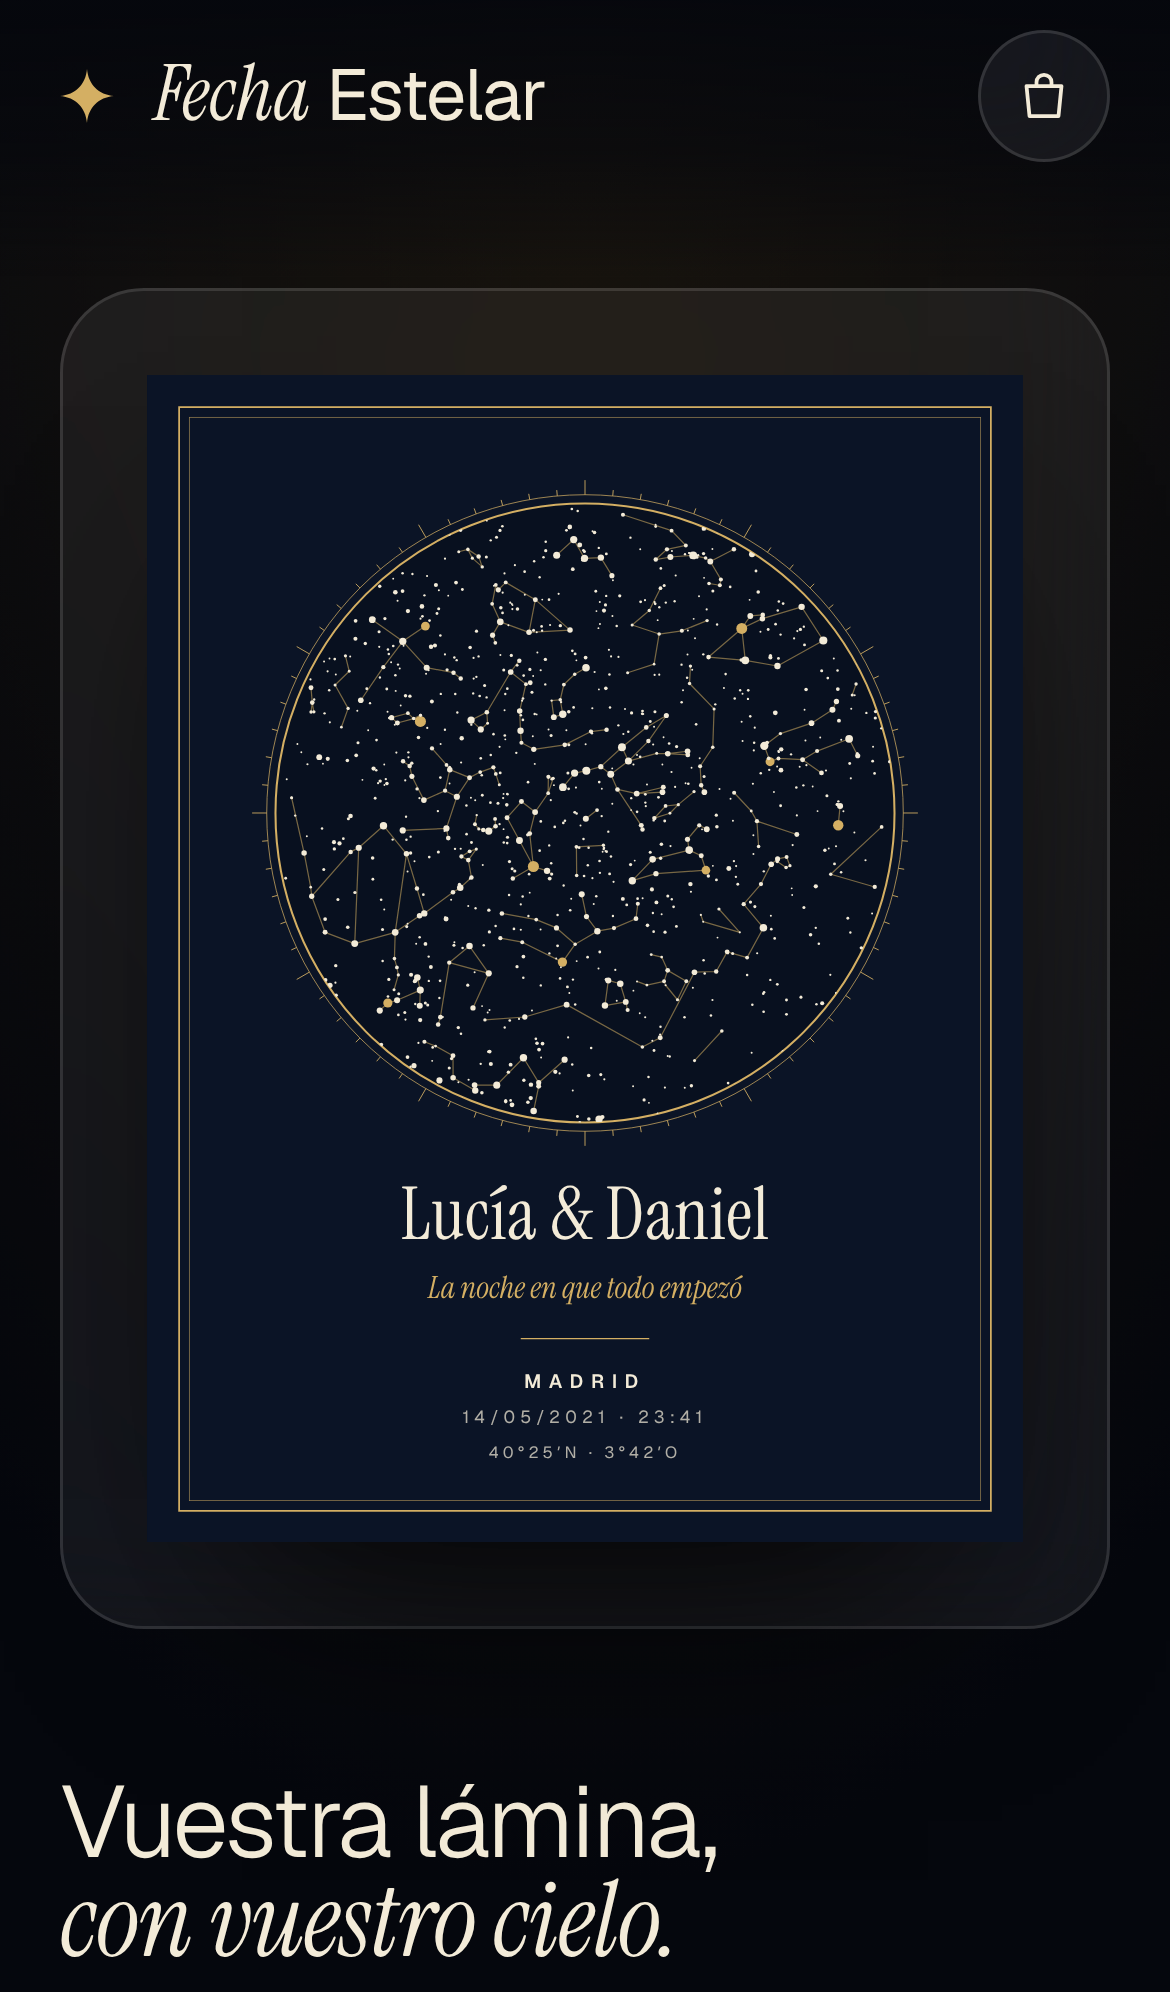 Fecha Estelar
Lucía & Daniel
La noche en que todo empezó
MADRID
14/05/2021 · 23:41
40°25'N · 3°42'O
Vuestra lámina,
con vuestro cielo.